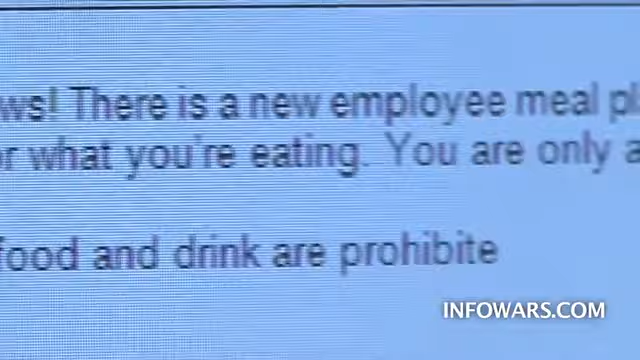 ws! There is a new employee meal pl
or what you're eating. You are only a
food and drink are prohibite
INFOWARS.COM